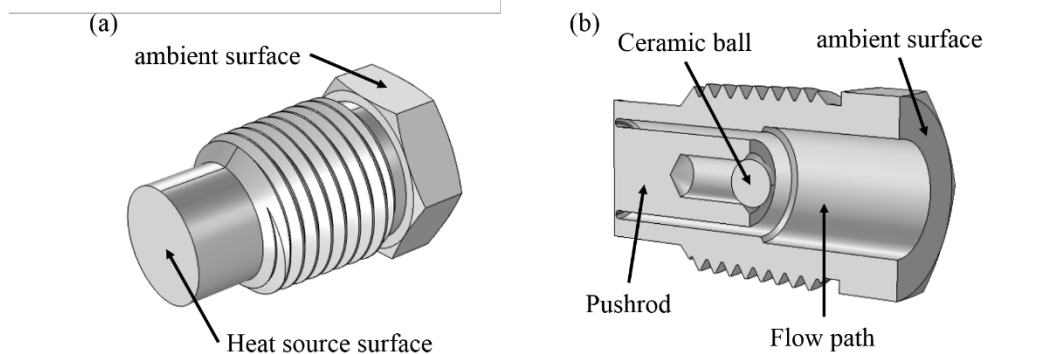 (a)
ambient surface
Heat source surface
(b)
Ceramic ball
ambient surface
Pushrod
Flow path